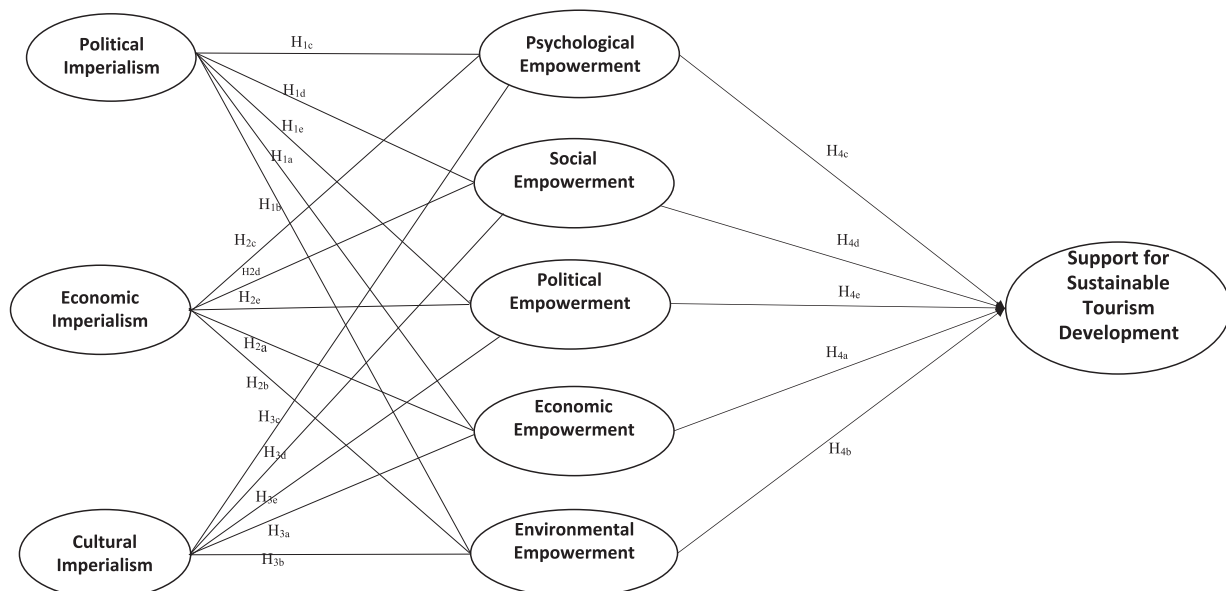 Political
Imperialism
H1c
Psychological
Empowerment
H1d
H1e
H1a
H1b
Social
Empowerment
H4c
H2c
H2d
H2e
H4d
Economic
Imperialism
Political
Empowerment
H4e
Support for
Sustainable
Tourism
Development
H2a
H2b
H4a
H3c
H3d
Economic
Empowerment
H4b
H3e
H3a
H3b
Cultural
Imperialism
Environmental
Empowerment